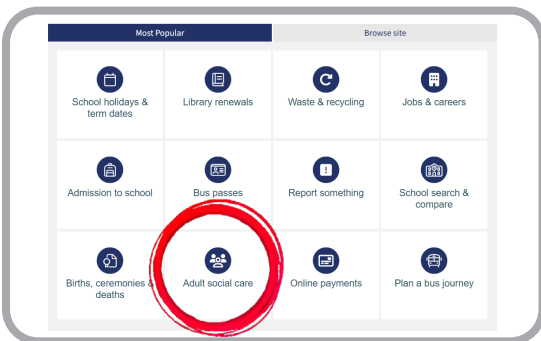 Most Popular
Browse site
School holidays &
term dates
Library renewals
Waste & recycling
Jobs & careers
Admission to school
Bus passes
Report something
School search &
compare
Births, ceremonies &
deaths
Adult social care
Online payments
Plan a bus journey